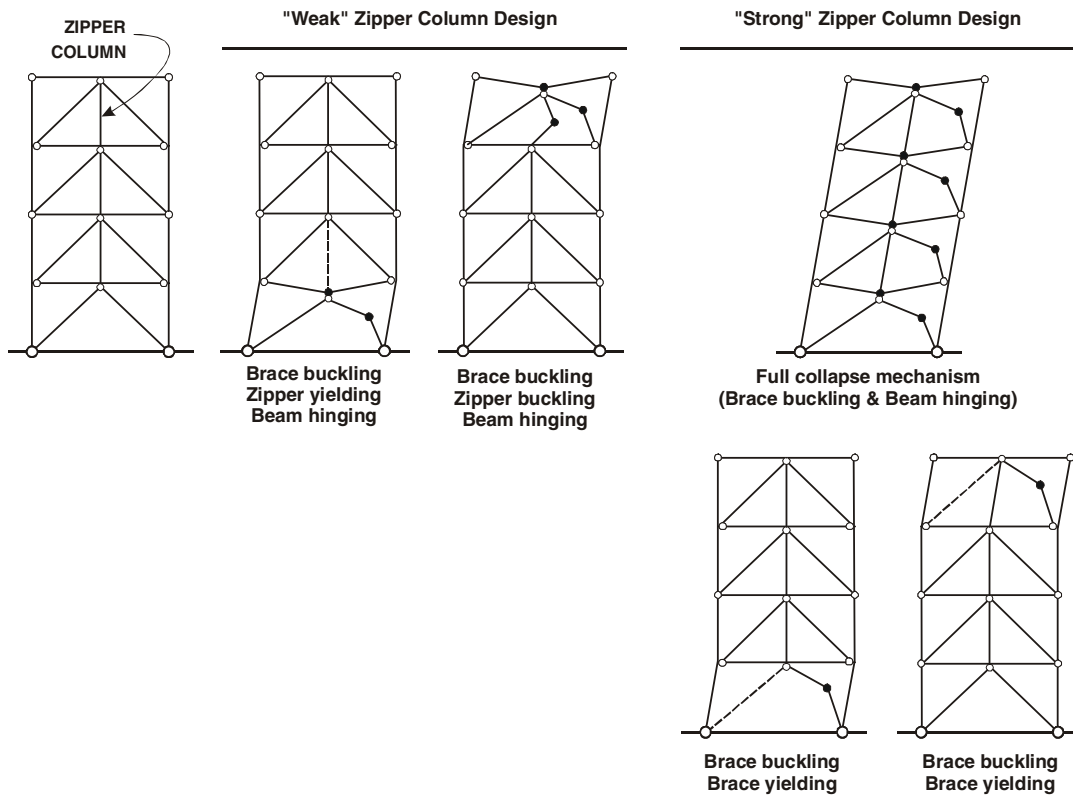 ZIPPER
COLUMN
"Weak" Zipper Column Design
"Strong" Zipper Column Design
Brace buckling
Zipper yielding
Beam hinging
Brace buckling
Zipper buckling
Beam hinging
Full collapse mechanism
(Brace buckling & Beam hinging)
Brace buckling
Brace yielding
Brace buckling
Brace yielding